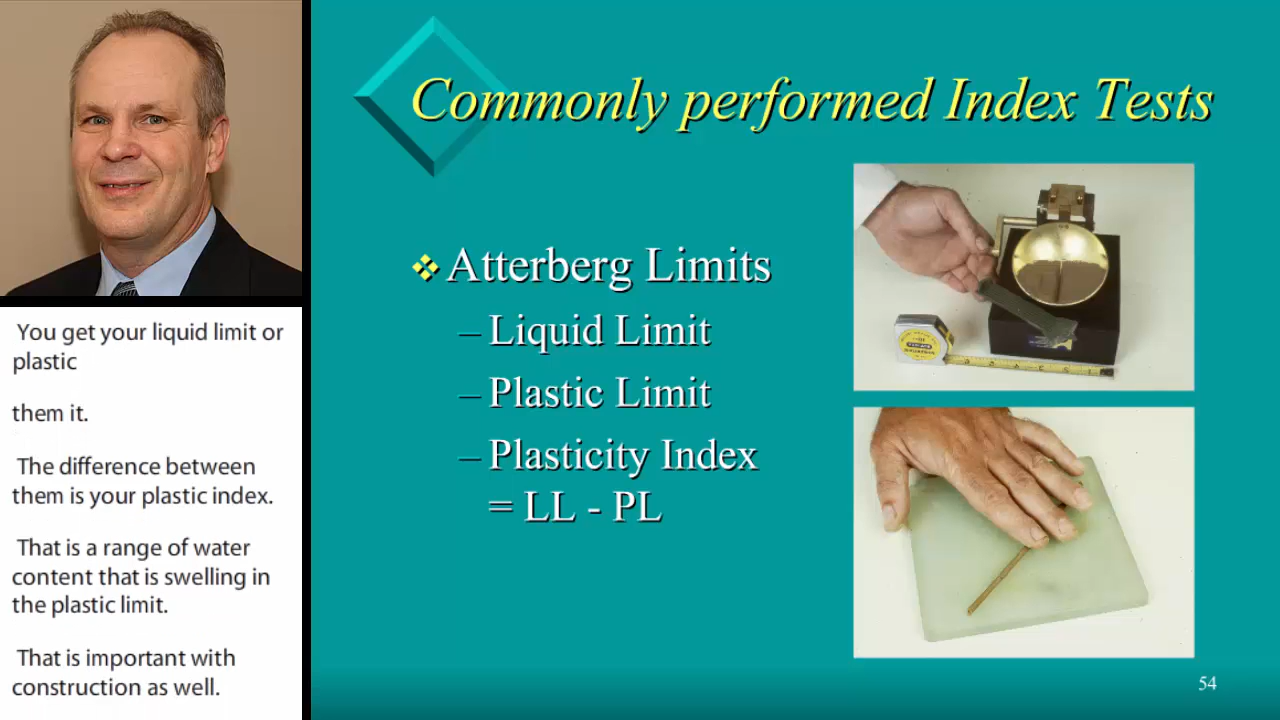 Commonly performed Index Tests
Atterberg Limits
– Liquid Limit
– Plastic Limit
– Plasticity Index
= LL - PL
54
You get your liquid limit or
plastic
them it.
The difference between
them is your plastic index.
That is a range of water
content that is swelling in
the plastic limit.
That is important with
construction as well.